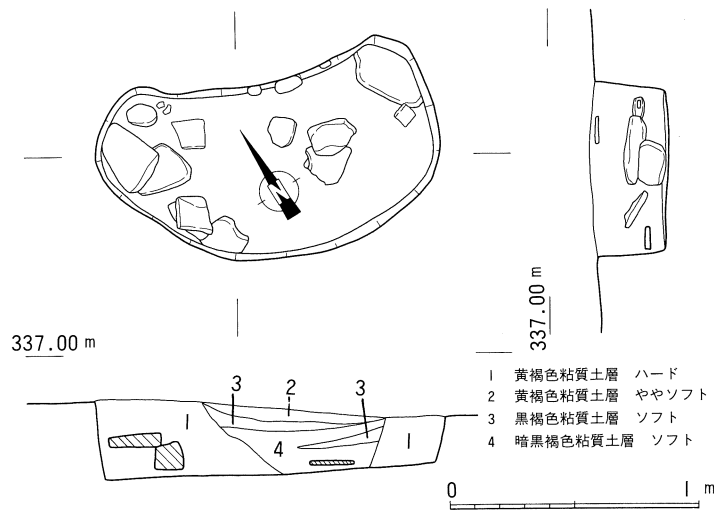 N
337.00 m
337.00 m
3 2 3
1 4 1
1 黄褐色粘質土層 ハード
2 黄褐色粘質土層 ややソフト
3 黒褐色粘質土層 ソフト
4 暗黒褐色粘質土層 ソフト
0 1 m